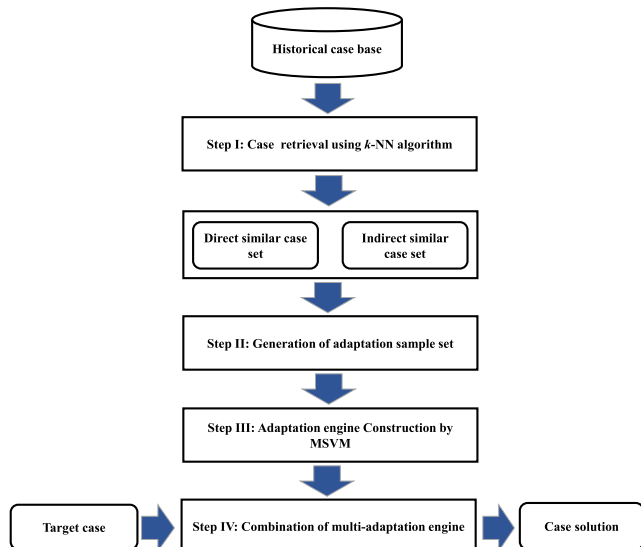 Historical case base
Step I: Case retrieval using k-NN algorithm
Direct similar case
set
Indirect similar
case set
Step II: Generation of adaptation sample set
Step III: Adaptation engine Construction by
MSVM
Target case
Step IV: Combination of multi-adaptation engine
Case solution